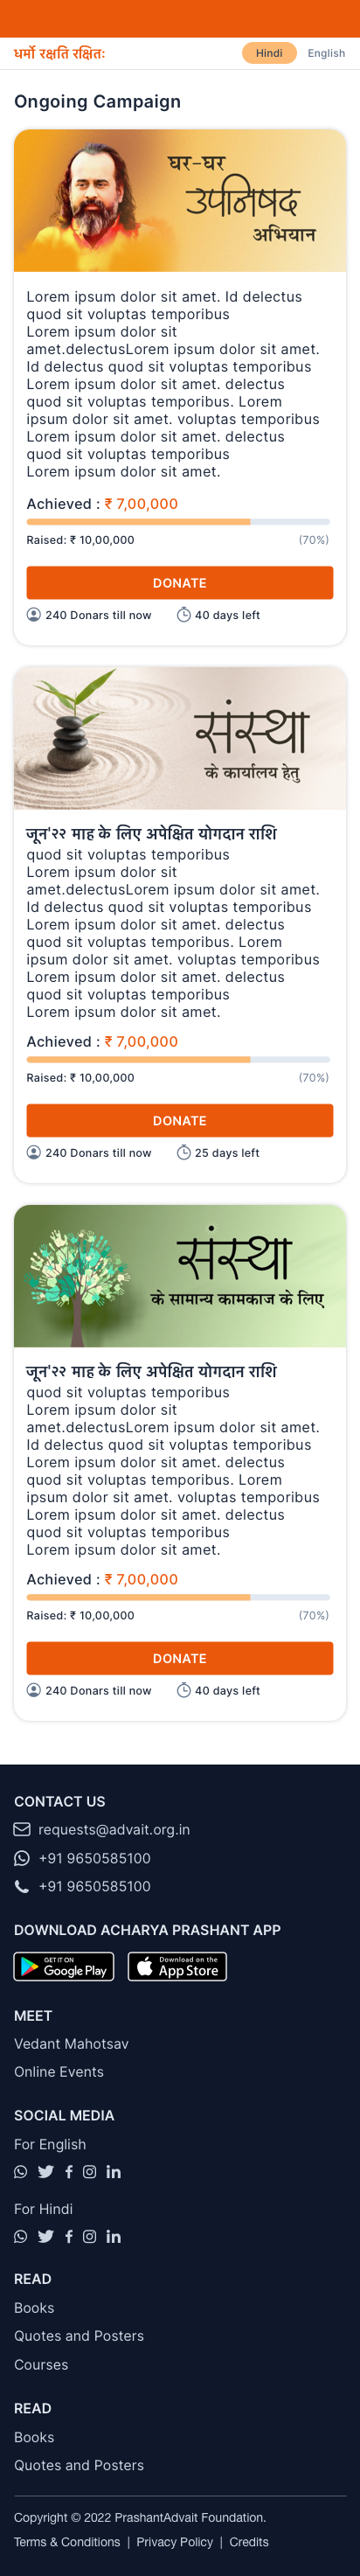 धर्मो रक्षति रक्षितः
Hindi English
Ongoing Campaign
घर-घर
उपनिषद
अभियान
Lorem ipsum dolor sit amet. Id delectus
quod sit voluptas temporibus
Lorem ipsum dolor sit
amet.delectusLorem ipsum dolor sit amet.
Id delectus quod sit voluptas temporibus
Lorem ipsum dolor sit amet. delectus
quod sit voluptas temporibus. Lorem
ipsum dolor sit amet. voluptas temporibus
Lorem ipsum dolor sit amet. delectus
quod sit voluptas temporibus
Lorem ipsum dolor sit amet.
Achieved : ₹ 7,00,000
Raised: ₹ 10,00,000 (70%)
DONATE
240 Donars till now 40 days left
संस्था
के कार्यालय हेतु
जून'२२ माह के लिए अपेक्षित योगदान राशि
quod sit voluptas temporibus
Lorem ipsum dolor sit
amet.delectusLorem ipsum dolor sit amet.
Id delectus quod sit voluptas temporibus
Lorem ipsum dolor sit amet. delectus
quod sit voluptas temporibus. Lorem
ipsum dolor sit amet. voluptas temporibus
Lorem ipsum dolor sit amet. delectus
quod sit voluptas temporibus
Lorem ipsum dolor sit amet.
Achieved : ₹ 7,00,000
Raised: ₹ 10,00,000 (70%)
DONATE
240 Donars till now 25 days left
संस्था
के सामान्य कामकाज के लिए
जून'२२ माह के लिए अपेक्षित योगदान राशि
quod sit voluptas temporibus
Lorem ipsum dolor sit
amet.delectusLorem ipsum dolor sit amet.
Id delectus quod sit voluptas temporibus
Lorem ipsum dolor sit amet. delectus
quod sit voluptas temporibus. Lorem
ipsum dolor sit amet. voluptas temporibus
Lorem ipsum dolor sit amet. delectus
quod sit voluptas temporibus
Lorem ipsum dolor sit amet.
Achieved : ₹ 7,00,000
Raised: ₹ 10,00,000 (70%)
DONATE
240 Donars till now 40 days left
CONTACT US
requests@advait.org.in
+91 9650585100
+91 9650585100
DOWNLOAD ACHARYA PRASHANT APP
GET IT ON
Google Play
Download on the
App Store
MEET
Vedant Mahotsav
Online Events
SOCIAL MEDIA
For English
For Hindi
READ
Books
Quotes and Posters
Courses
READ
Books
Quotes and Posters
Copyright © 2022 PrashantAdvait Foundation.
Terms & Conditions | Privacy Policy | Credits